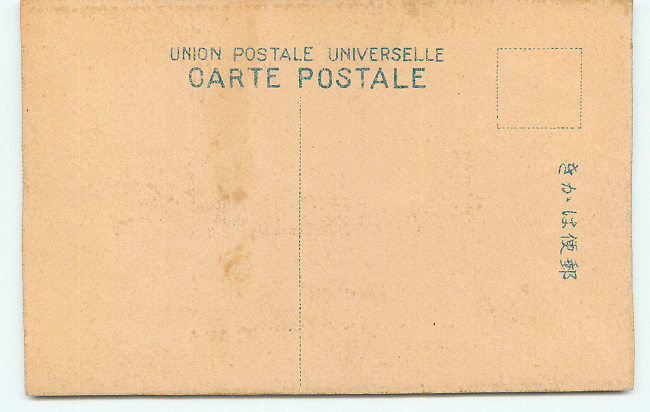 UNION POSTALE UNIVERSELLE
CARTE POSTALE
郵便はがき